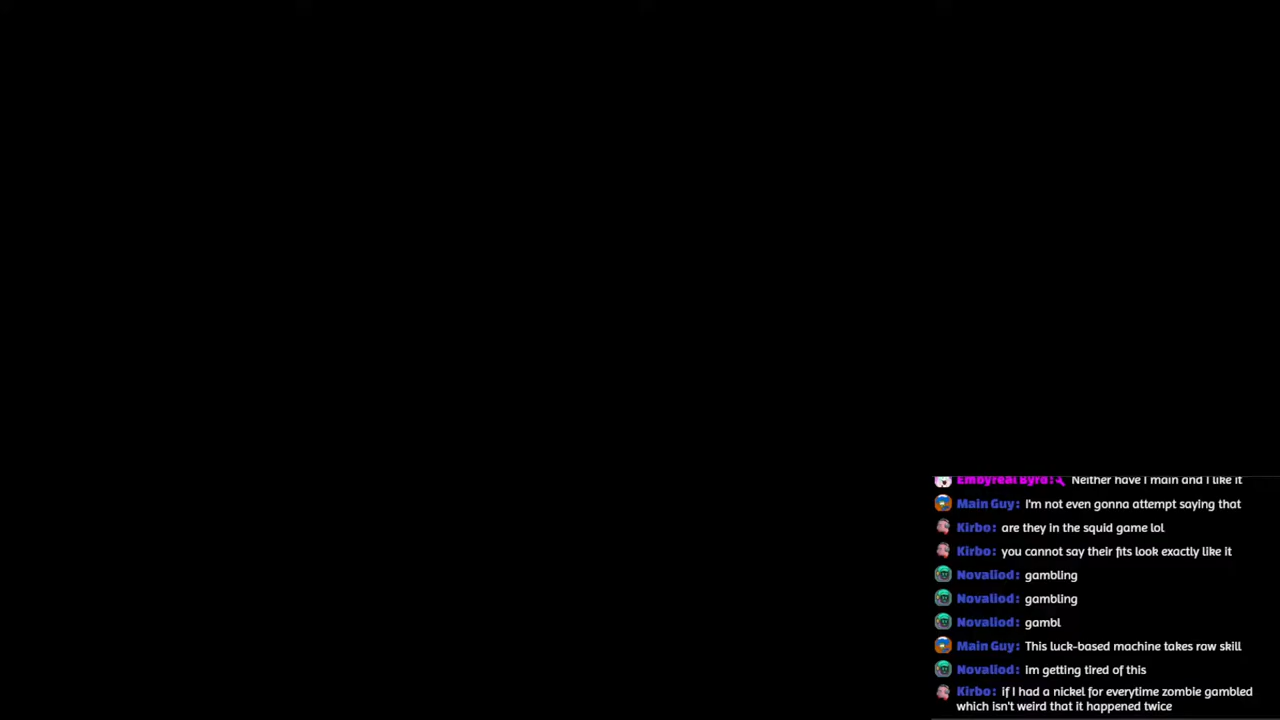 Embyreal Byrd: Neither have I main and I like it
Main Guy: I'm not even gonna attempt saying that
Kirbo: are they in the squid game lol
Kirbo: you cannot say their fits look exactly like it
Novaliod: gambling
Novaliod: gambling
Novaliod: gambl
Main Guy: This luck-based machine takes raw skill
Novaliod: Im getting tired of this
Kirbo: if I had a nickel for everytime zombie gambled
which isn't weird that it happened twice